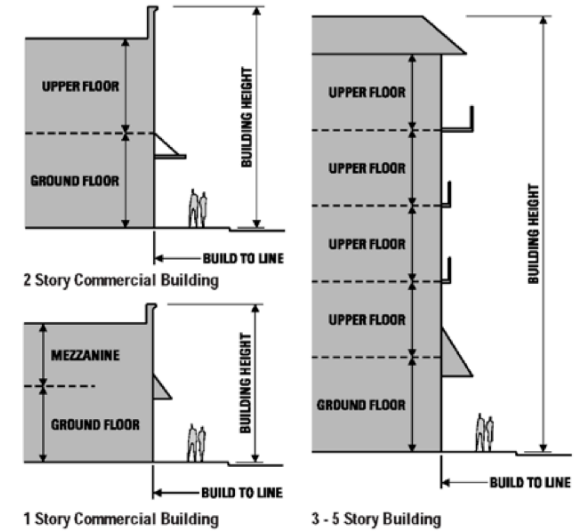 UPPER FLOOR
GROUND FLOOR
BUILDING HEIGHT
BUILD TO LINE
2 Story Commercial Building
MEZZANINE
GROUND FLOOR
BUILDING HEIGHT
BUILD TO LINE
1 Story Commercial Building
UPPER FLOOR
UPPER FLOOR
UPPER FLOOR
UPPER FLOOR
GROUND FLOOR
BUILDING HEIGHT
BUILD TO LINE
3 - 5 Story Building